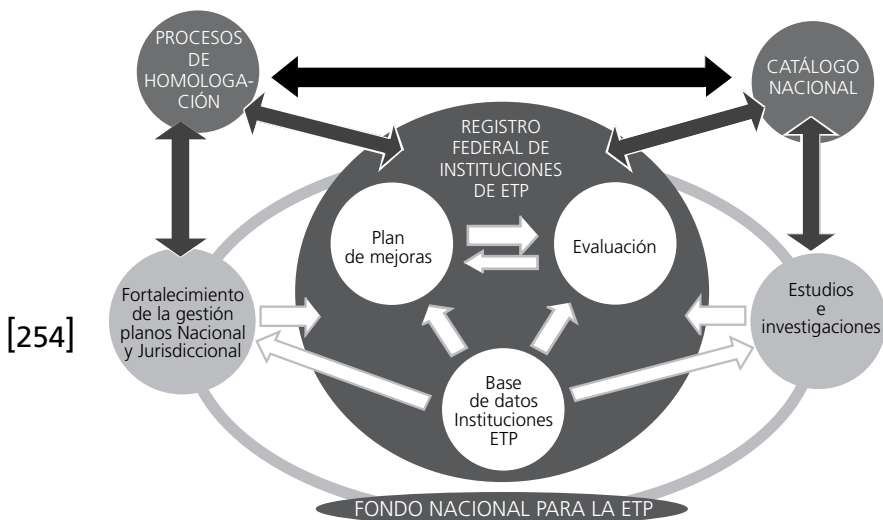 PROCESOS
DE
HOMOLOGA-
CIÓN
CATÁLOGO
NACIONAL
REGISTRO
FEDERAL DE
INSTITUCIONES
DE ETP
Plan
de mejoras
Evaluación
Fortalecimiento
de la gestión
planos Nacional
y Jurisdiccional
Estudios
e
investigaciones
[254]
Base
de datos
Instituciones
ETP
FONDO NACIONAL PARA LA ETP